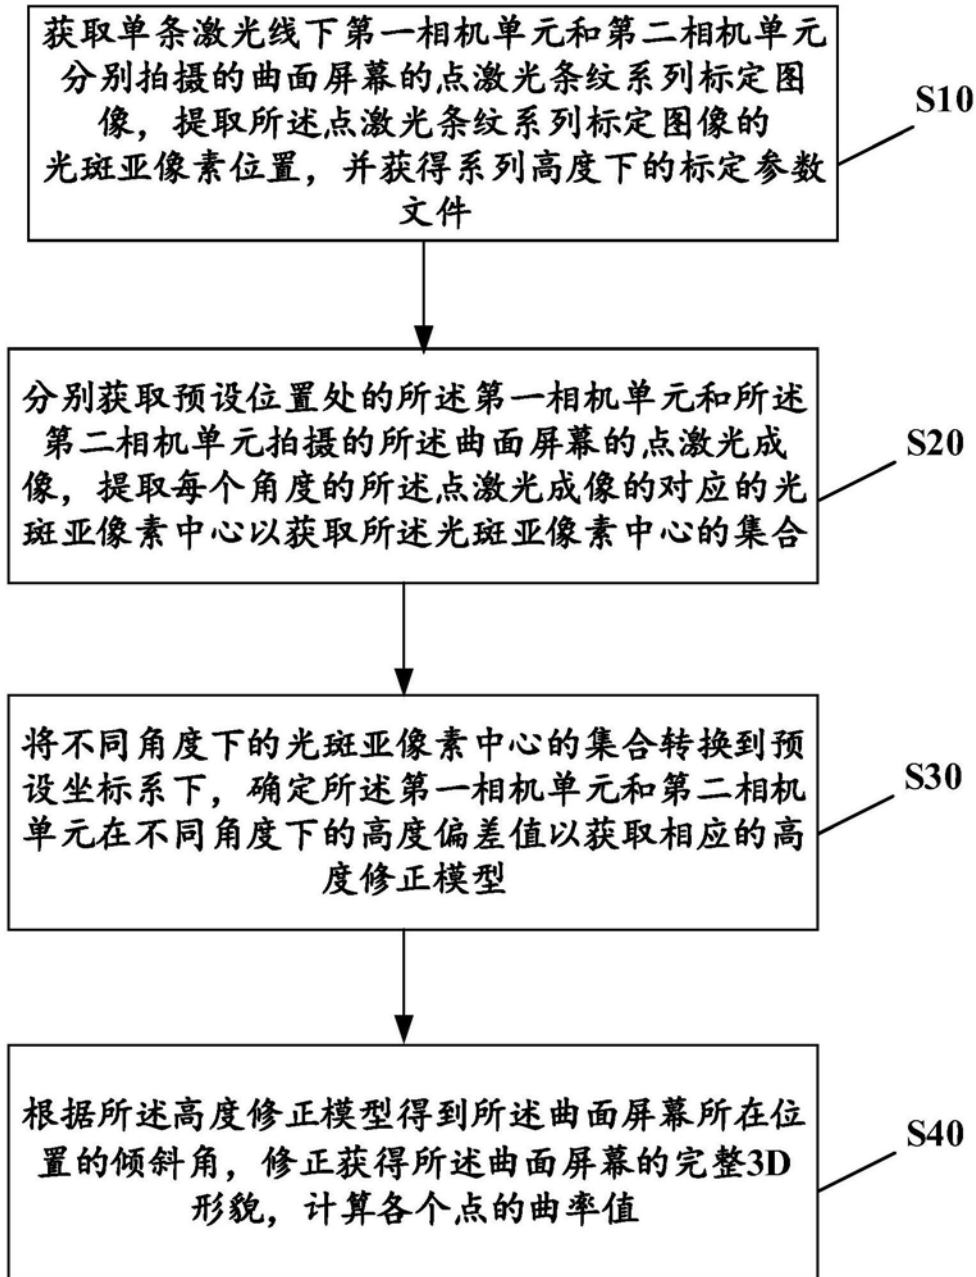 获取单条激光线下第一相机单元和第二相机单元
分别拍摄的曲面屏幕的点激光条纹系列标定图
像，提取所述点激光条纹系列标定图像的
光斑亚像素位置，并获得系列高度下的标定参数
文件
S10
分别获取预设位置处的所述第一相机单元和所述
第二相机单元拍摄的所述曲面屏幕的点激光成
像，提取每个角度的所述点激光成像的对应的光
斑亚像素中心以获取所述光斑亚像素中心的集合
S20
将不同角度下的光斑亚像素中心的集合转换到预
设坐标系下，确定所述第一相机单元和第二相机
单元在不同角度下的高度偏差值以获取相应的高
度修正模型
S30
根据所述高度修正模型得到所述曲面屏幕所在位
置的倾斜角，修正获得所述曲面屏幕的完整3D
形貌，计算各个点的曲率值
S40